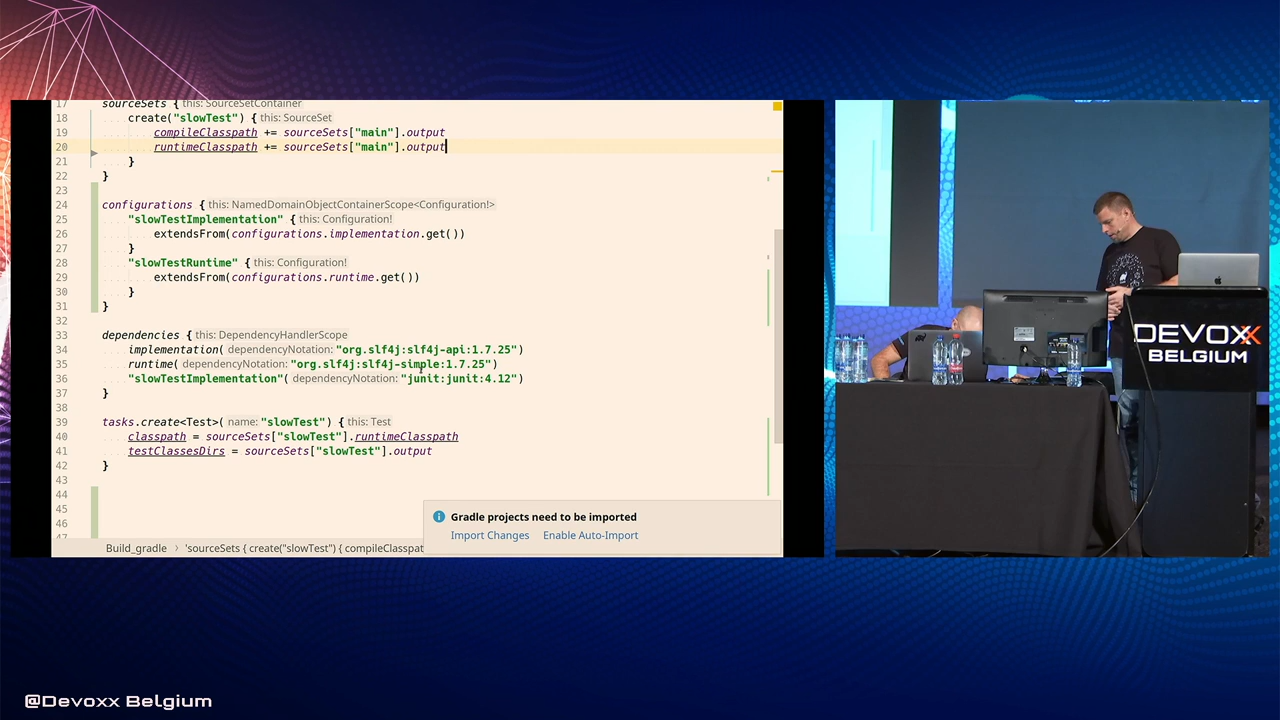 17 sourceSets { this: SourceSetContainer
18 create("slowTest") { this: SourceSet
19 compileClasspath += sourceSets["main"].output
20 runtimeClasspath += sourceSets["main"].output
21 }
22 }
23
24 configurations { this: NamedDomainObjectContainerScope<Configuration!>
25 "slowTestImplementation" { this: Configuration!
26 extendsFrom(configurations.implementation.get())
27 }
28 "slowTestRuntime" { this: Configuration!
29 extendsFrom(configurations.runtime.get())
30 }
31 }
32
33 dependencies { this: DependencyHandlerScope
34 implementation( dependencyNotation: "org.slf4j:slf4j-api:1.7.25")
35 runtime( dependencyNotation: "org.slf4j:slf4j-simple:1.7.25")
36 "slowTestImplementation"( dependencyNotation: "junit:junit:4.12")
37 }
38
39 tasks.create<Test>( name: "slowTest") { this: Test
40 classpath = sourceSets["slowTest"].runtimeClasspath
41 testClassesDirs = sourceSets["slowTest"].output
42 }
43
44
45
46
47
Gradle projects need to be imported
Import Changes Enable Auto-Import
Build_gradle › 'sourceSets { create("slowTest") { compileClasspat
DEVOXX
BELGIUM
@Devoxx Belgium